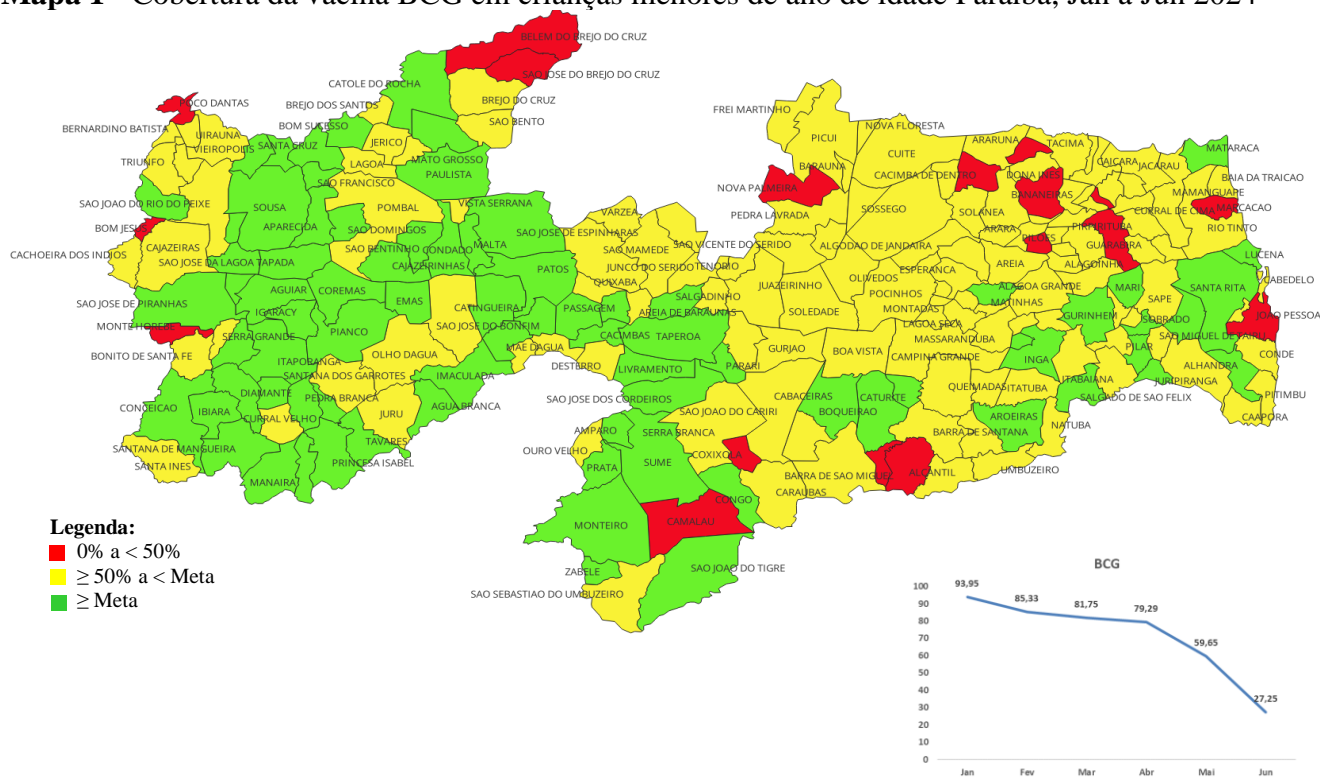 Mapa 1 - Cobertura da vacina BCG em crianças menores de ano de idade Paraíba, Jan a Jun 2024
BELEM DO BREJO DO CRUZ
SAO JOSE DO BREJO DO CRUZ
CATOLE DO ROCHA
BREJO DOS SANTOS
BREJO DO CRUZ
POCO DANTAS
FREI MARTINHO
BERNARDINO BATISTA
BOM SUCESSO
SAO BENTO
NOVA FLORESTA
UIRAUNA
PICUI
ARARUNA
TACIMA
VIEIROPOLIS
SANTA CRUZ
JERICO
MATARACA
TRIUNFO
LAGOA
MATO GROSSO
CUITE
CAICARA
JACARAU
PAULISTA
BARAUNA
CACIMBA DE DENTRO
DONA INES
BAIA DA TRAICAO
SAO FRANCISCO
NOVA PALMEIRA
BANANEIRAS
MAMANGUAPE
SAO JOAO DO RIO DO PEIXE
SOUSA
POMBAL
VISTA SERRANA
VARZEA
PEDRA LAVRADA
SOSSEGO
SOLANEA
CURRAL DE CIMA
MARCACAO
BOM JESUS
APARECIDA
SAO DOMINGOS
SAO JOSE DE ESPINHARAS
ARARA
PILOES
PIRPIRITUBA
RIO TINTO
CAJAZEIRAS
SAO BENTINHO
CONDADO
MALTA
SAO MAMEDE
SAO VICENTE DO SERIDO
ALGODAO DE JANDAIRA
GUARABIRA
CACHOEIRA DOS INDIOS
SAO JOSE DA LAGOA TAPADA
CAJAZEIRINHAS
PATOS
JUNCO DO SERIDO
TENORIO
ESPERANCA
AREIA
ALAGOINHA
LUCENA
QUIXABA
OLIVEDOS
CABEDELO
AGUIAR
COREMAS
JUAZEIRINHO
POCINHOS
ALAGOA GRANDE
MARI
SANTA RITA
SAO JOSE DE PIRANHAS
EMAS
CATINGUEIRA
PASSAGEM
SALGADINHO
MATINHAS
SAPE
IGARACY
AREIA DE BARAUNAS
SOLEDADE
MONTADAS
GURINHEM
SOBRADO
JOAO PESSOA
MONTE HOREBE
SERRA GRANDE
PIANCO
SAO JOSE DO BONFIM
CACIMBAS
TAPEROA
LAGOA SECA
MASSARANDUBA
SAO MIGUEL DE TAIPU
BONITO DE SANTA FE
ITAPORANGA
OLHO DAGUA
MAE DAGUA
GURJAO
BOA VISTA
CAMPINA GRANDE
INGA
PILAR
CONDE
SANTANA DOS GARROTES
IMACULADA
DESTERRO
LIVRAMENTO
PARARI
ITABAIANA
ALHANDRA
JURIPIRANGA
DIAMANTE
PEDRA BRANCA
SAO JOSE DOS CORDEIROS
CABACEIRAS
CATURITE
QUEIMADAS
ITATUBA
SALGADO DE SAO FELIX
PITIMBU
CONCEICAO
IBIARA
CURRAL VELHO
JURU
AGUA BRANCA
SAO JOAO DO CARIRI
BOQUEIRAO
AROEIRAS
NATUBA
CAAPORA
AMPARO
SERRA BRANCA
BARRA DE SANTANA
SANTANA DE MANGUEIRA
TAVARES
OURO VELHO
COXIXOLA
SANTA INES
PRINCESA ISABEL
PRATA
SUME
BARRA DE SAO MIGUEL
ALCANTIL
UMBUZEIRO
MANAIRA
CONGO
CARAUBAS
MONTEIRO
CAMALAU
ZABELE
SAO JOAO DO TIGRE
SAO SEBASTIAO DO UMBUZEIRO
Legenda:
0% a < 50%
≥ 50% a < Meta
≥ Meta
BCG
100
90
80
70
60
50
40
30
20
10
0
93,95
85,33
81,75
79,29
59,65
27,25
Jan
Fev
Mar
Abr
Mai
Jun